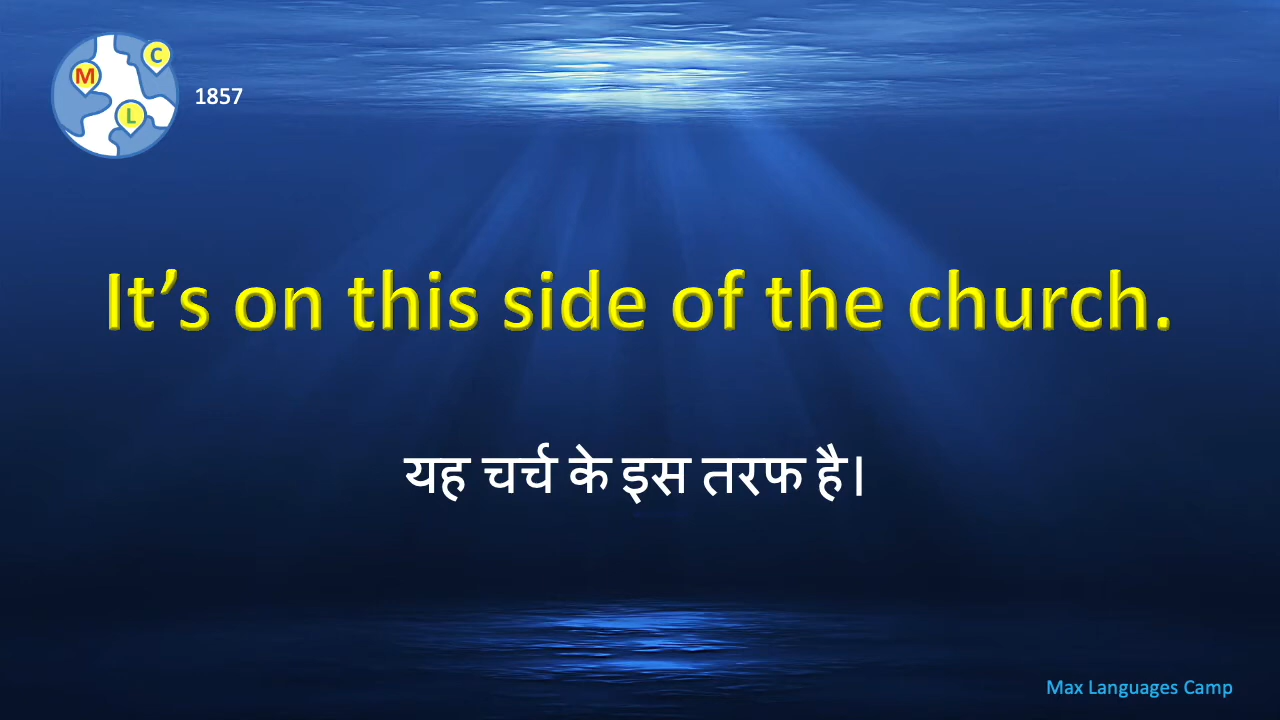 M
C
L
1857
It’s on this side of the church.
यह चर्च के इस तरफ है।
Max Languages Camp